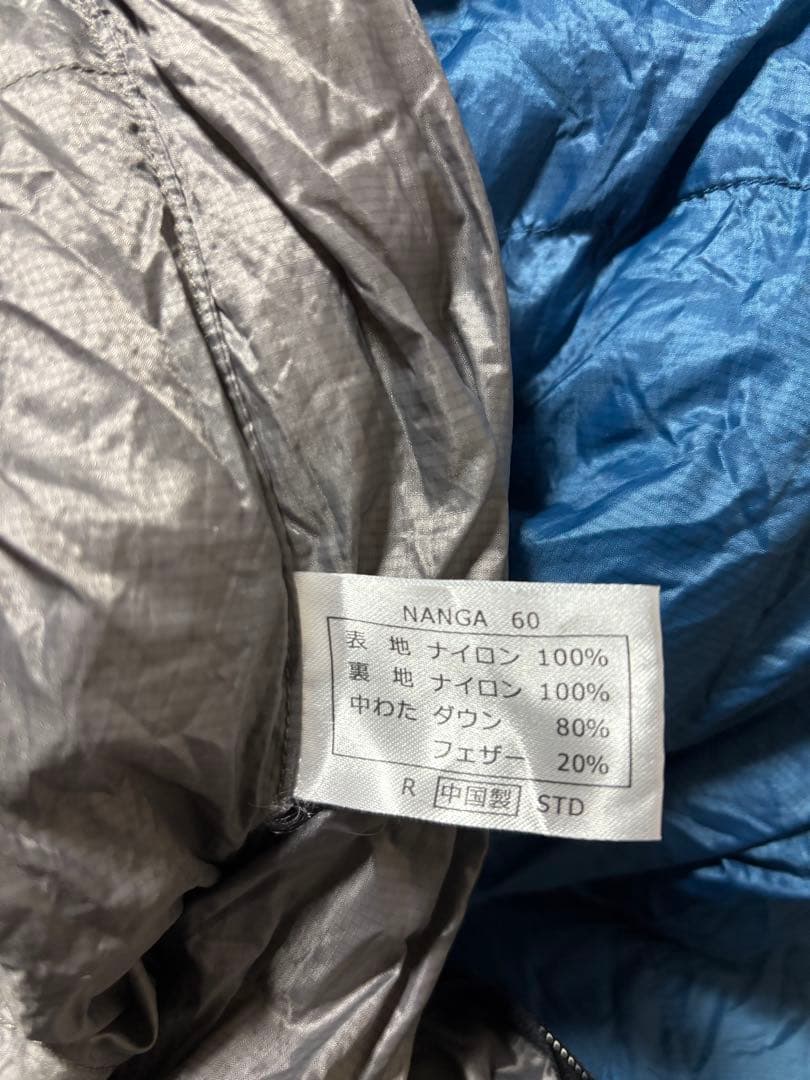 NANGA 60
表 地 ナイロン 100%
裏 地 ナイロン 100%
中わた ダウン 80%
フェザー 20%
R 中国製 STD